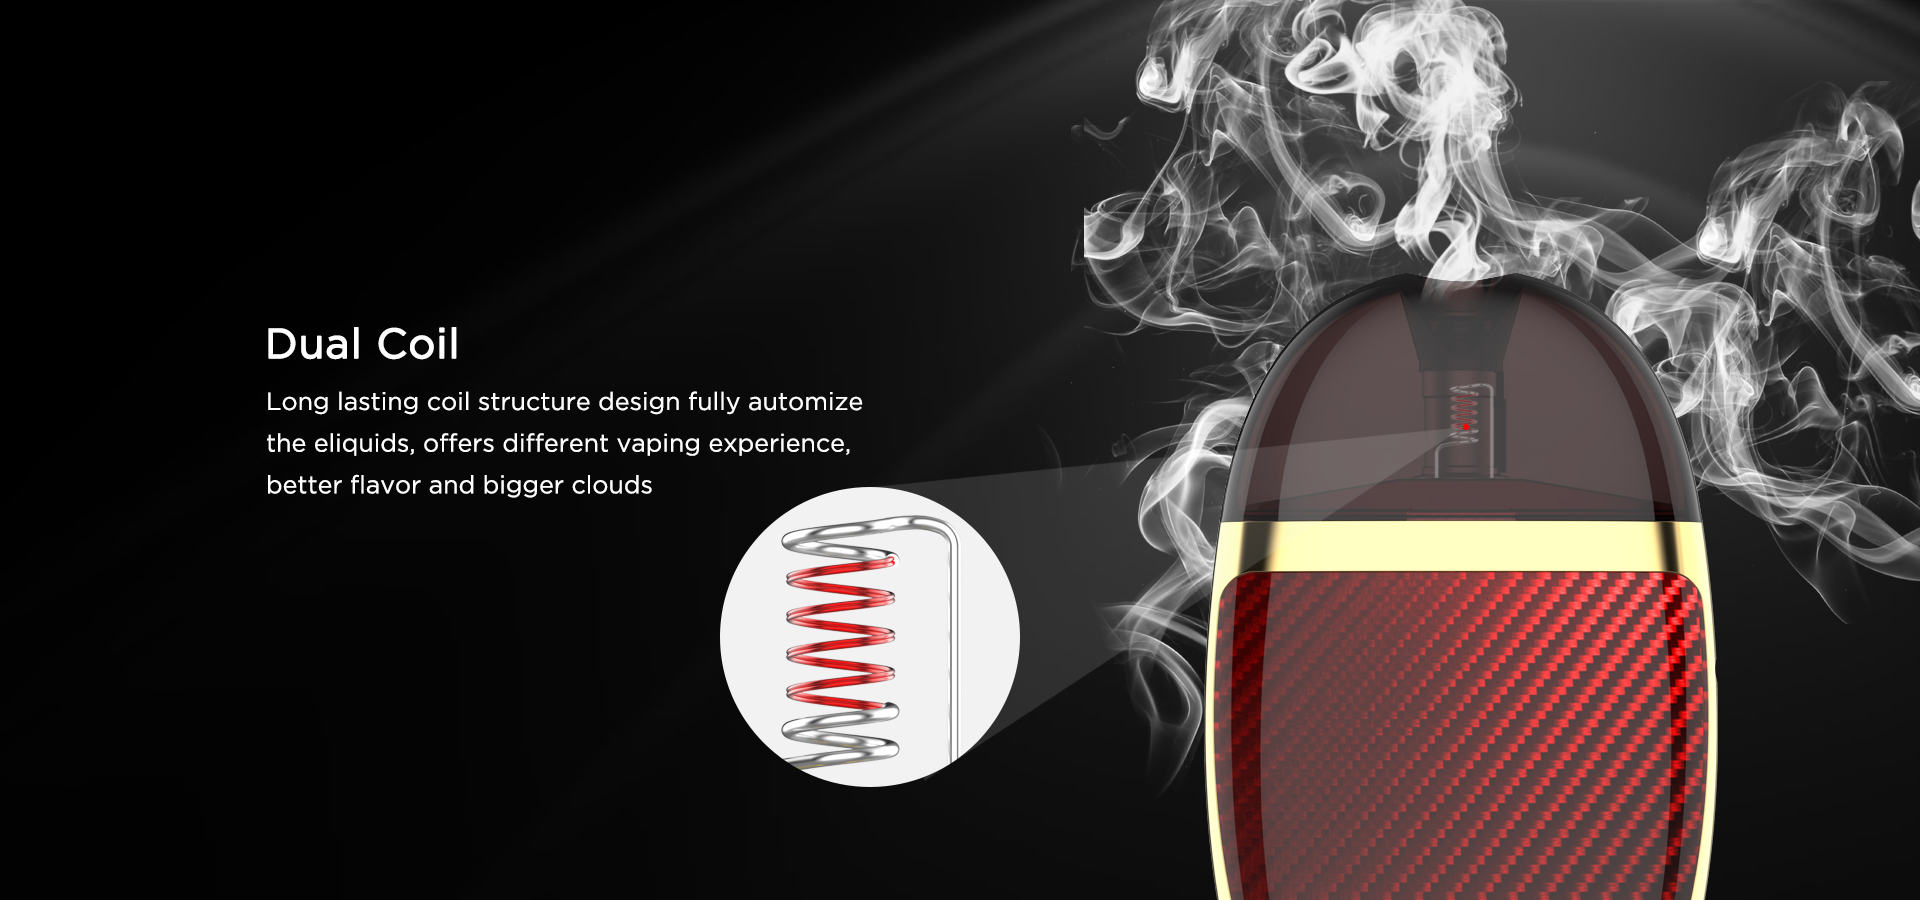 Dual Coil
Long lasting coil structure design fully automize
the eliquids, offers different vaping experience,
better flavor and bigger clouds